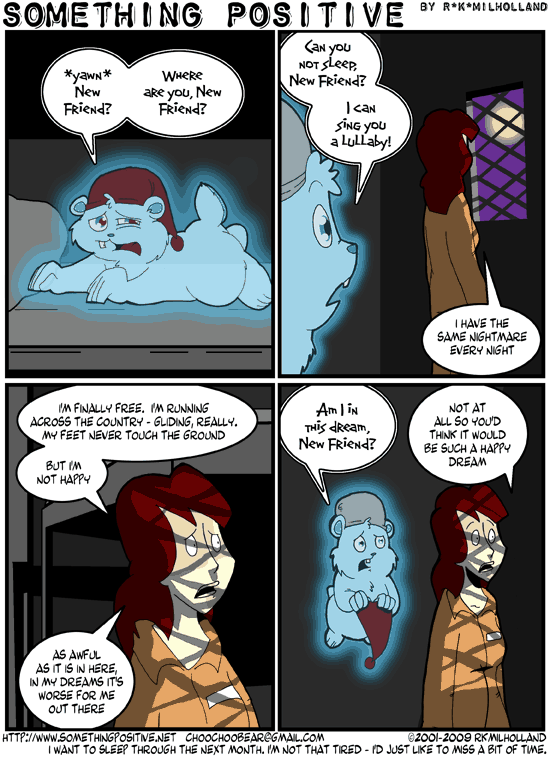 SOMETHING POSITIVE BY R*K*MILHOLLAND
*YAWN*
NEW
FRIEND?
WHERE
ARE YOU, NEW
FRIEND?
CAN YOU
NOT SLEEP,
NEW FRIEND?
I CAN
SING YOU
A LULLABY!
I HAVE THE
SAME NIGHTMARE
EVERY NIGHT
I'M FINALLY FREE. I'M RUNNING
ACROSS THE COUNTRY - GLIDING, REALLY.
MY FEET NEVER TOUCH THE GROUND
BUT I'M
NOT HAPPY
AS AWFUL
AS IT IS IN HERE,
IN MY DREAMS IT'S
WORSE FOR ME
OUT THERE
AM I IN
THIS DREAM,
NEW FRIEND?
NOT AT
ALL SO YOU'D
THINK IT WOULD
BE SUCH A HAPPY
DREAM
HTTP://WWW.SOMETHINGPOSITIVE.NET CHOOCHOOBEAR@GMAIL.COM ©2001-2009 RKMILHOLLAND
I WANT TO SLEEP THROUGH THE NEXT MONTH. I'M NOT THAT TIRED - I'D JUST LIKE TO MISS A BIT OF TIME.